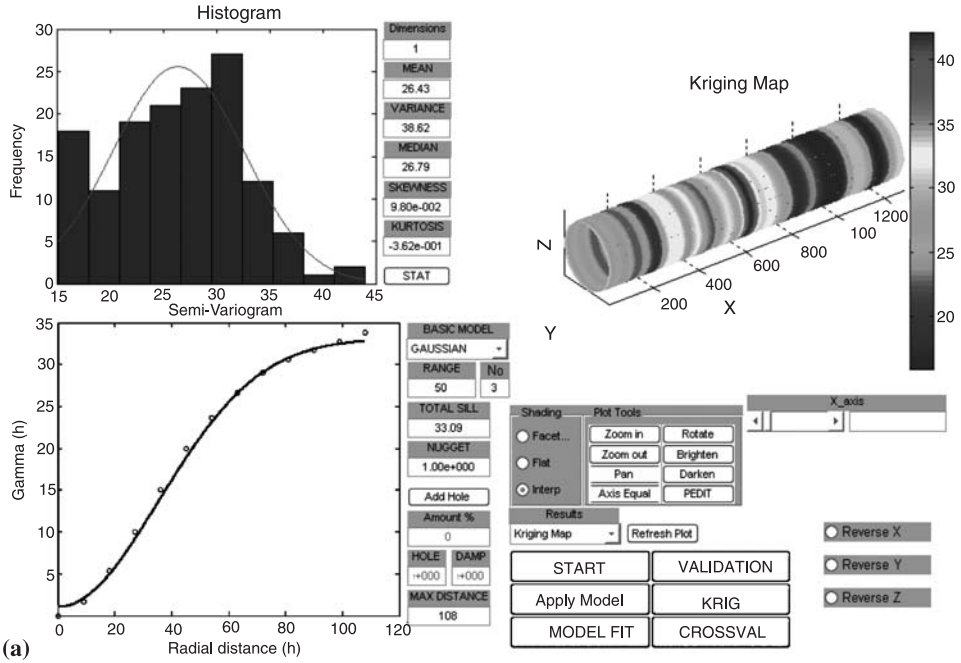 Histogram
Frequency
30
25
20
15
10
5
0
15 20 25 30 35 40 45
Dimensions
1
MEAN
26.43
VARIANCE
38.62
MEDIAN
26.79
SKEWNESS
9.80e-002
KURTOSIS
-3.62e-001
STAT
Kriging Map
Z
Y
X
200 400 600 800 100 1200
40
30
20
Semi-Variogram
Gamma (h)
35
30
25
20
15
10
5
0
0 20 40 60 80 100 120
Radial distance (h)
(a)
BASIC MODEL
GAUSSIAN
RANGE No
50 3
TOTAL SILL
33.09
NUGGET
1.00e+000
Add Hole
Amount %
0
HOLE DAMP
!+000 !+000
MAX DISTANCE
108
Shading Plot Tools
Facet...
Flat
Interp
Zoom in Rotate
Zoom out Brighten
Pan Darken
Axis Equal PEDIT
Results
Kriging Map Refresh Plot
X_axis
START VALIDATION
Apply Model KRIG
MODEL FIT CROSSVAL
Reverse X
Reverse Y
Reverse Z